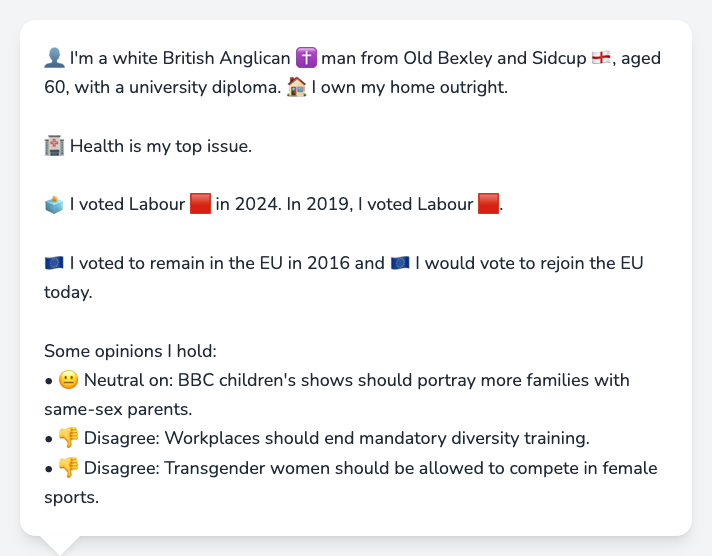 👤 I'm a white British Anglican ✝️ man from Old Bexley and Sidcup 🏴󠁧󠁢󠁥󠁮󠁧󠁿, aged
60, with a university diploma. 🏠 I own my home outright.
🏥 Health is my top issue.
🗳️ I voted Labour 🟥 in 2024. In 2019, I voted Labour 🟥.
🇪🇺 I voted to remain in the EU in 2016 and 🇪🇺 I would vote to rejoin the EU
today.
Some opinions I hold:
• 😐 Neutral on: BBC children's shows should portray more families with
same-sex parents.
• 👎 Disagree: Workplaces should end mandatory diversity training.
• 👎 Disagree: Transgender women should be allowed to compete in female
sports.